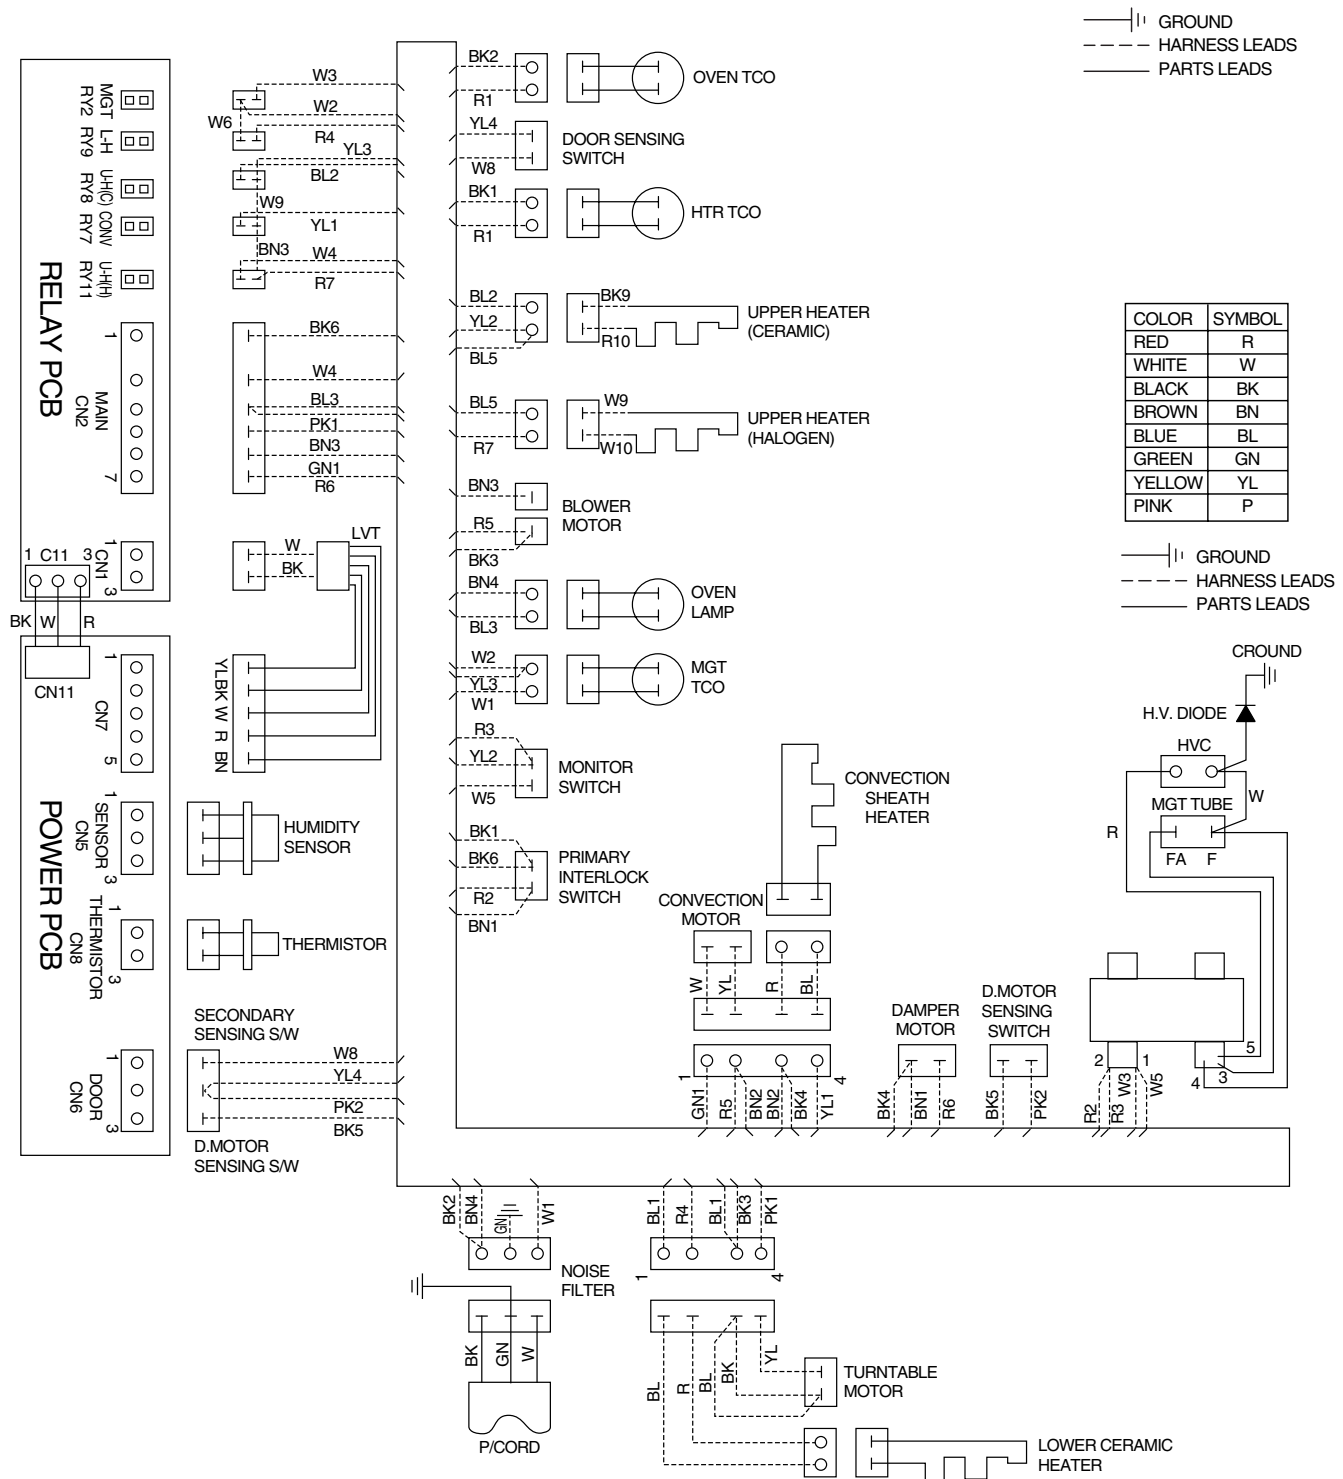 GROUND
HARNESS LEADS
PARTS LEADS
RELAY PCB
MGT
RY2
L-H
RY9
U-H(C)
RY8
CONV
RY7
U-H(H)
RY11
1
MAIN
CN2
7
1
CN1
3
1 C11 3
BK W R
CN11
W3
W2
W6
R4
YL3
BL2
W9
YL1
BN3
W4
R7
BK6
W4
BL3
PK1
BN3
GN1
R6
LVT
W
BK
YL
BK
W
R
BN
POWER PCB
1
CN7
5
1
SENSOR
CN5
3
1
THERMISTOR
CN8
3
1
DOOR
CN6
3
HUMIDITY
SENSOR
THERMISTOR
SECONDARY
SENSING S/W
W8
YL4
PK2
BK5
D.MOTOR
SENSING S/W
BK2
R1
OVEN TCO
YL4
W8
DOOR SENSING
SWITCH
BK1
R1
HTR TCO
BL2
YL2
BL5
BK9
R10
UPPER HEATER
(CERAMIC)
BL5
R7
W9
W10
UPPER HEATER
(HALOGEN)
BN3
R5
BK3
BLOWER
MOTOR
BN4
BL3
OVEN
LAMP
W2
YL3
W1
MGT
TCO
R3
YL2
W5
MONITOR
SWITCH
BK1
BK6
R2
BN1
PRIMARY
INTERLOCK
SWITCH
COLOR SYMBOL
RED R
WHITE W
BLACK BK
BROWN BN
BLUE BL
GREEN GN
YELLOW YL
PINK P
GROUND
HARNESS LEADS
PARTS LEADS
CROUND
H.V. DIODE
HVC
W
MGT TUBE
R
FA F
5
2 1
4 3
R2
R3
W3
W5
CONVECTION
SHEATH
HEATER
CONVECTION
MOTOR
W
YL
R
BL
1
4
GN1
R5
BN2
BN2
BK4
YL1
DAMPER
MOTOR
BK4
BN1
R6
D.MOTOR
SENSING
SWITCH
BK5
PK2
BK2
BN4
GN
W1
NOISE
FILTER
BK
GN
W
P/CORD
BL1
R4
BL1
BK3
PK1
1
4
BL
R
BL
BK
YL
TURNTABLE
MOTOR
LOWER CERAMIC
HEATER